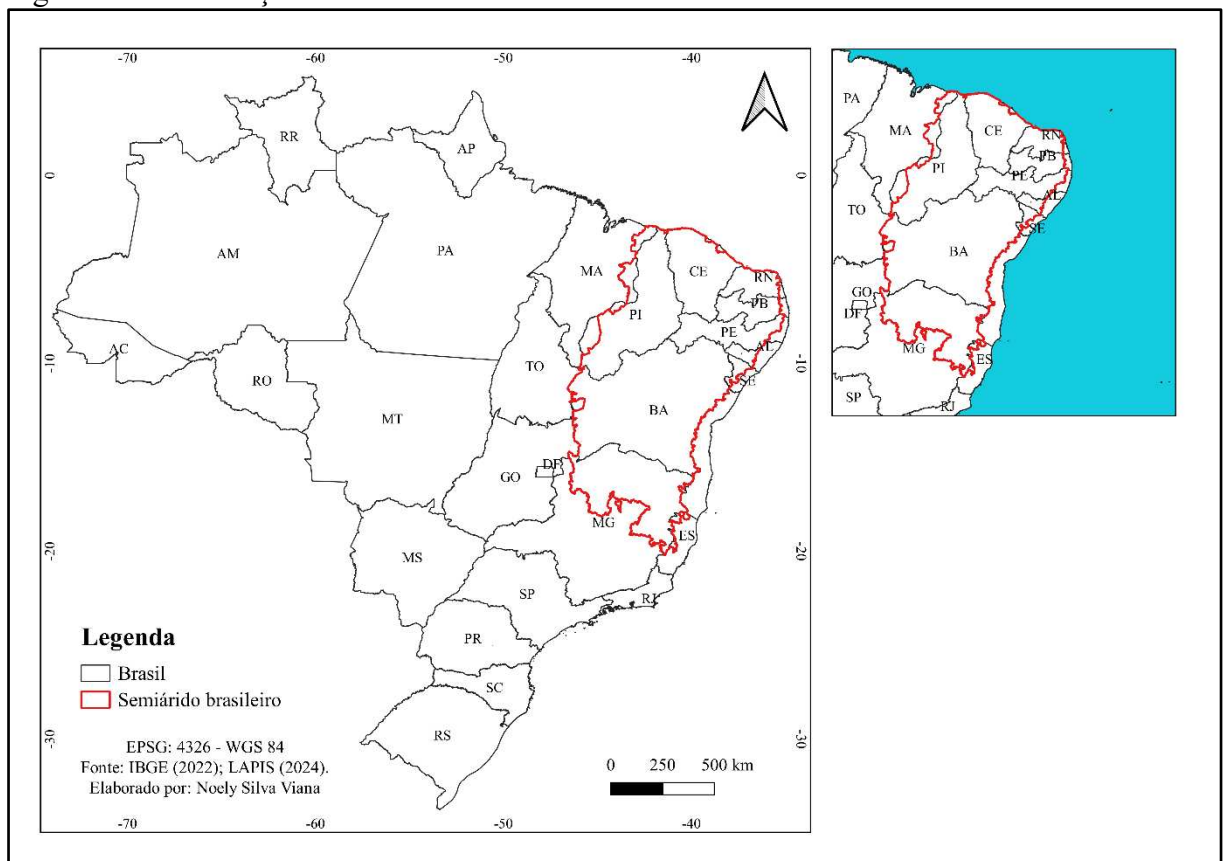 -70
-60
-50
-40
RR
AP
0
0
AM
PA
MA
CE
RN
PB
PI
PE
AL
SE
AC
-10
-10
RO
TO
BA
MT
DF
GO
MG
ES
MS
-20
-20
SP
RJ
PR
SC
RS
-30
-30
Legenda
Brasil
Semiárido brasileiro
EPSG: 4326 - WGS 84
Fonte: IBGE (2022); LAPIS (2024).
Elaborado por: Noely Silva Viana
0 250 500 km
-70
-60
-50
-40
PA
MA
CE
RN
PB
PI
PE
AL
TO
SE
BA
GO
DF
MG
ES
SP
RJ